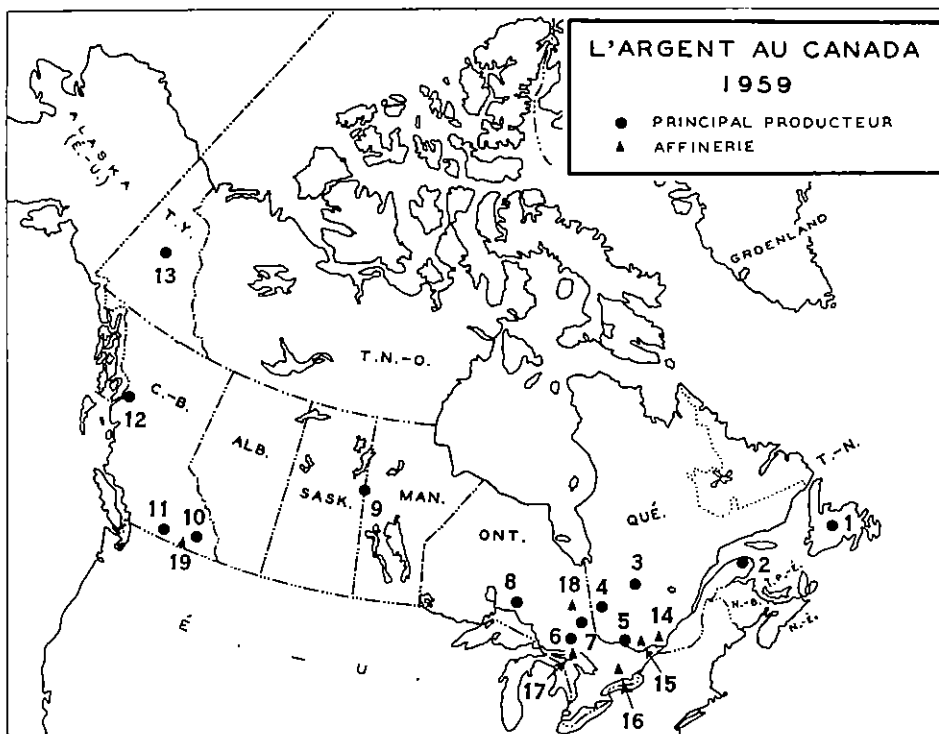 L'ARGENT AU CANADA
1959
● PRINCIPAL PRODUCTEUR
▲ AFFINERIE
ALASKA
(É.-U.)
T.Y.
13
GROENLAND
T.N.-O.
C.-B.
12
ALB.
SASK.
MAN.
9
ONT.
QUÉ.
T.-N.
1
11
10
19
2
3
18
4
8
T.P.-É.
N.-B.
N.-É.
14
5
6
7
15
17
16
É.
-
U.